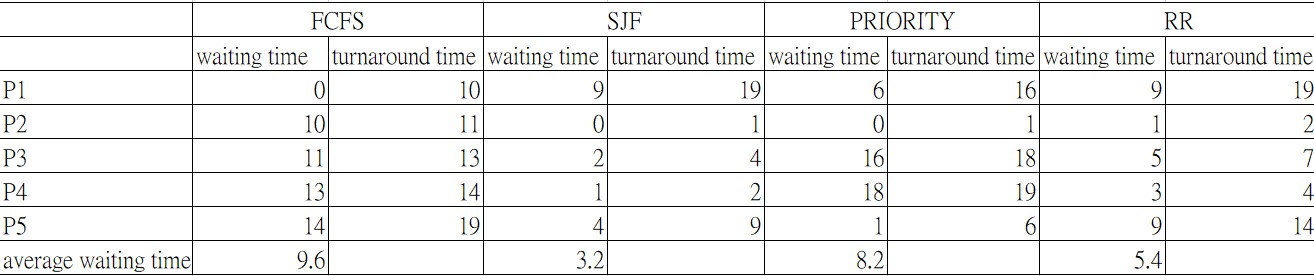 FCFS SJF PRIORITY RR
waiting time turnaround time waiting time turnaround time waiting time turnaround time waiting time turnaround time
P1 0 10 9 19 6 16 9 19
P2 10 11 0 1 0 1 1 2
P3 11 13 2 4 16 18 5 7
P4 13 14 1 2 18 19 3 4
P5 14 19 4 9 1 6 9 14
average waiting time 9.6 3.2 8.2 5.4